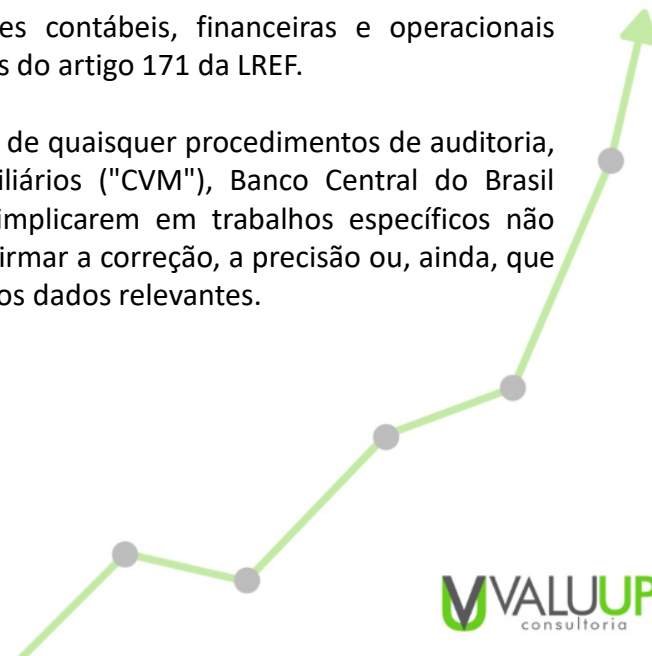 es contábeis, financeiras e operacionais
s do artigo 171 da LREF.
de quaisquer procedimentos de auditoria,
iliários ("CVM"), Banco Central do Brasil
implicarem em trabalhos específicos não
irmar a correção, a precisão ou, ainda, que
os dados relevantes.
VALUUP
consultoria